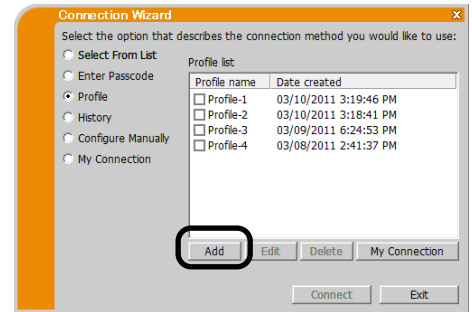 Connection Wizard x
Select the option that describes the connection method you would like to use:
Select From List
Enter Passcode
Profile
History
Configure Manually
My Connection
Profile list
Profile name Date created
Profile-1 03/10/2011 3:19:46 PM
Profile-2 03/10/2011 3:18:41 PM
Profile-3 03/09/2011 6:24:53 PM
Profile-4 03/08/2011 2:41:37 PM
Add Edit Delete My Connection
Connect Exit